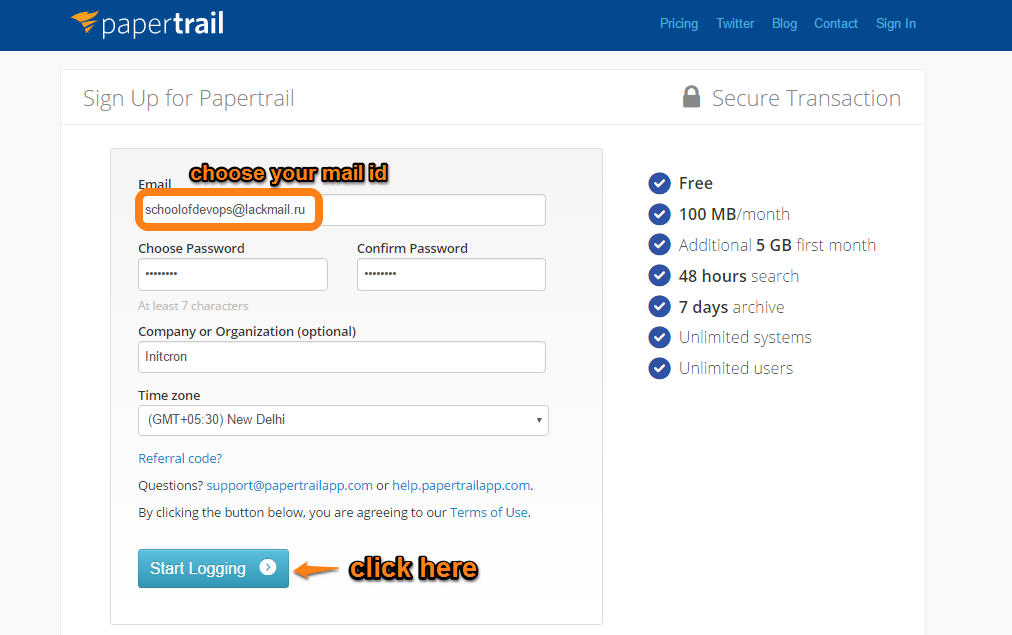 papertrail
Pricing Twitter Blog Contact Sign In
Sign Up for Papertrail
Secure Transaction
choose your mail id
Email
schoolofdevops@lackmail.ru
Choose Password
Confirm Password
••••••••
••••••••
At least 7 characters
Company or Organization (optional)
Initcron
Time zone
(GMT+05:30) New Delhi
Referral code?
Questions? support@papertrailapp.com or help.papertrailapp.com.
By clicking the button below, you are agreeing to our Terms of Use.
Start Logging
click here
Free
100 MB/month
Additional 5 GB first month
48 hours search
7 days archive
Unlimited systems
Unlimited users